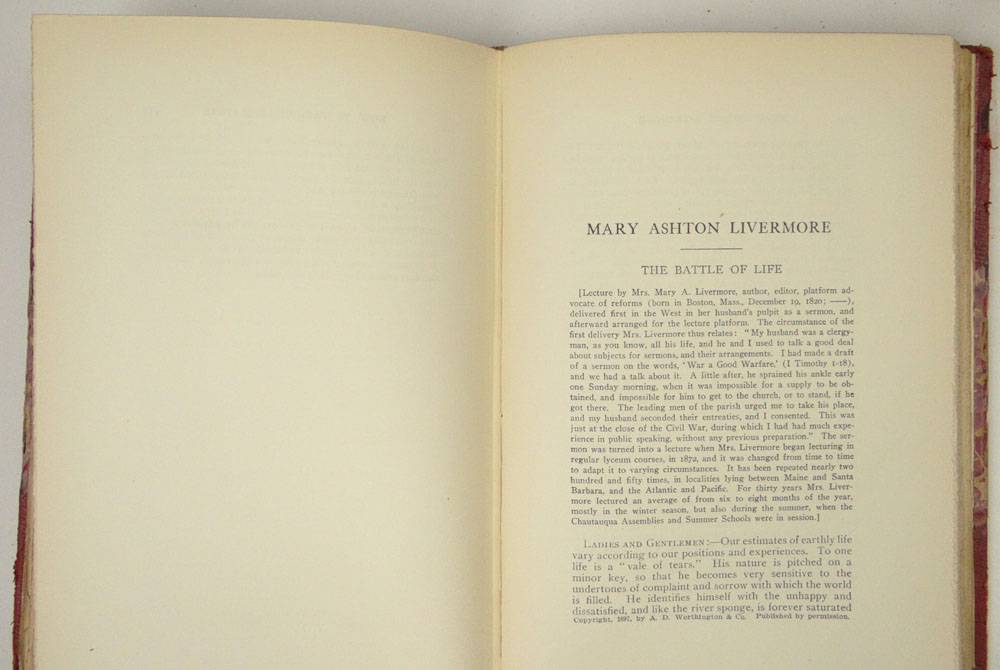 MARY ASHTON LIVERMORE
THE BATTLE OF LIFE
[Lecture by Mrs. Mary A. Livermore, author, editor, platform ad-
vocate of reforms (born in Boston, Mass., December 19, 1820; ——),
delivered first in the West in her husband's pulpit as a sermon, and
afterward arranged for the lecture platform. The circumstance of the
first delivery Mrs. Livermore thus relates: "My husband was a clergy-
man, as you know, all his life, and he and I used to talk a good deal
about subjects for sermons, and their arrangements. I had made a draft
of a sermon on the words, 'War a Good Warfare,' (I Timothy 1-18),
and we had a talk about it. A little after, he sprained his ankle early
one Sunday morning, when it was impossible for a supply to be ob-
tained, and impossible for him to get to the church, or to stand, if he
got there. The leading men of the parish urged me to take his place,
and my husband seconded their entreaties, and I consented. This was
just at the close of the Civil War, during which I had had much expe-
rience in public speaking, without any previous preparation." The ser-
mon was turned into a lecture when Mrs. Livermore began lecturing in
regular lyceum courses, in 1872, and it was changed from time to time
to adapt it to varying circumstances. It has been repeated nearly two
hundred and fifty times, in localities lying between Maine and Santa
Barbara, and the Atlantic and Pacific. For thirty years Mrs. Liver-
more lectured an average of from six to eight months of the year,
mostly in the winter season, but also during the summer, when the
Chautauqua Assemblies and Summer Schools were in session.]
LADIES AND GENTLEMEN:—Our estimates of earthly life
vary according to our positions and experiences. To one
life is a "vale of tears." His nature is pitched on a
minor key, so that he becomes very sensitive to the
undertones of complaint and sorrow with which the world
is filled. He identifies himself with the unhappy and
dissatisfied, and like the river sponge, is forever saturated
Copyright, 1897, by A. D. Worthington & Co. Published by permission.